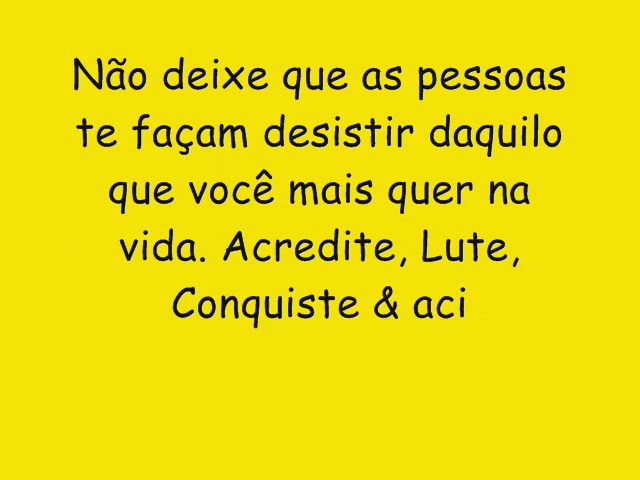 Não deixe que as pessoas
te façam desistir daquilo
que você mais quer na
vida. Acredite, Lute,
Conquiste & aci